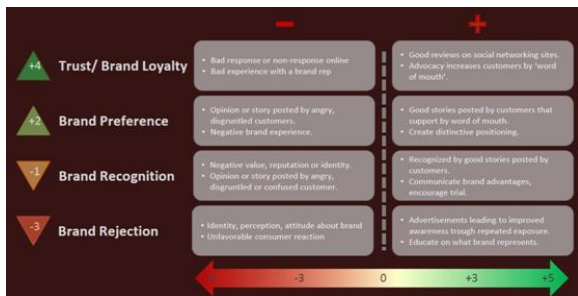 − +
+4 Trust/ Brand Loyalty
• Bad response or non-response online
• Bad experience with a brand rep
• Good reviews on social networking sites.
• Advocacy increases customers by 'word
of mouth'.
+2 Brand Preference
• Opinion or story posted by angry,
disgruntled customers.
• Negative brand experience.
• Good stories posted by customers that
support by word of mouth.
• Create distinctive positioning.
-1 Brand Recognition
• Negative value, reputation or identity.
• Opinion or story posted by angry,
disgruntled or confused customer.
• Recognized by good stories posted by
customers.
• Communicate brand advantages,
encourage trial.
-3 Brand Rejection
• Identity, perception, attitude about brand
• Unfavorable consumer reaction
• Advertisements leading to improved
awareness trough repeated exposure.
• Educate on what brand represents.
-3 0 +3 +5